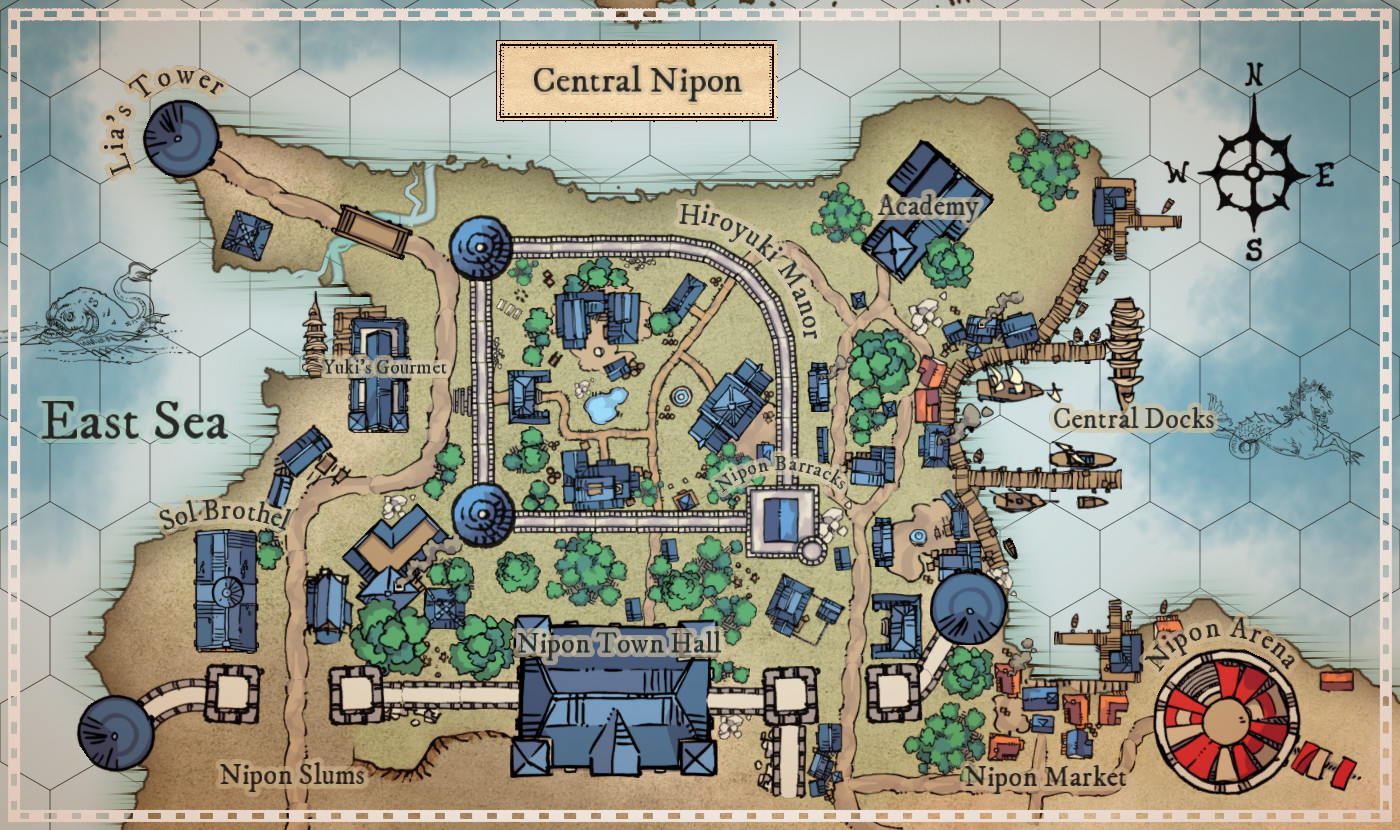 Central Nipon
N
W
E
S
Lia's Tower
Academy
Hiroyuki Manor
Yuki's Gourmet
East Sea
Central Docks
Nipon Barracks
Sol Brothel
Nipon Town Hall
Nipon Arena
Nipon Slums
Nipon Market